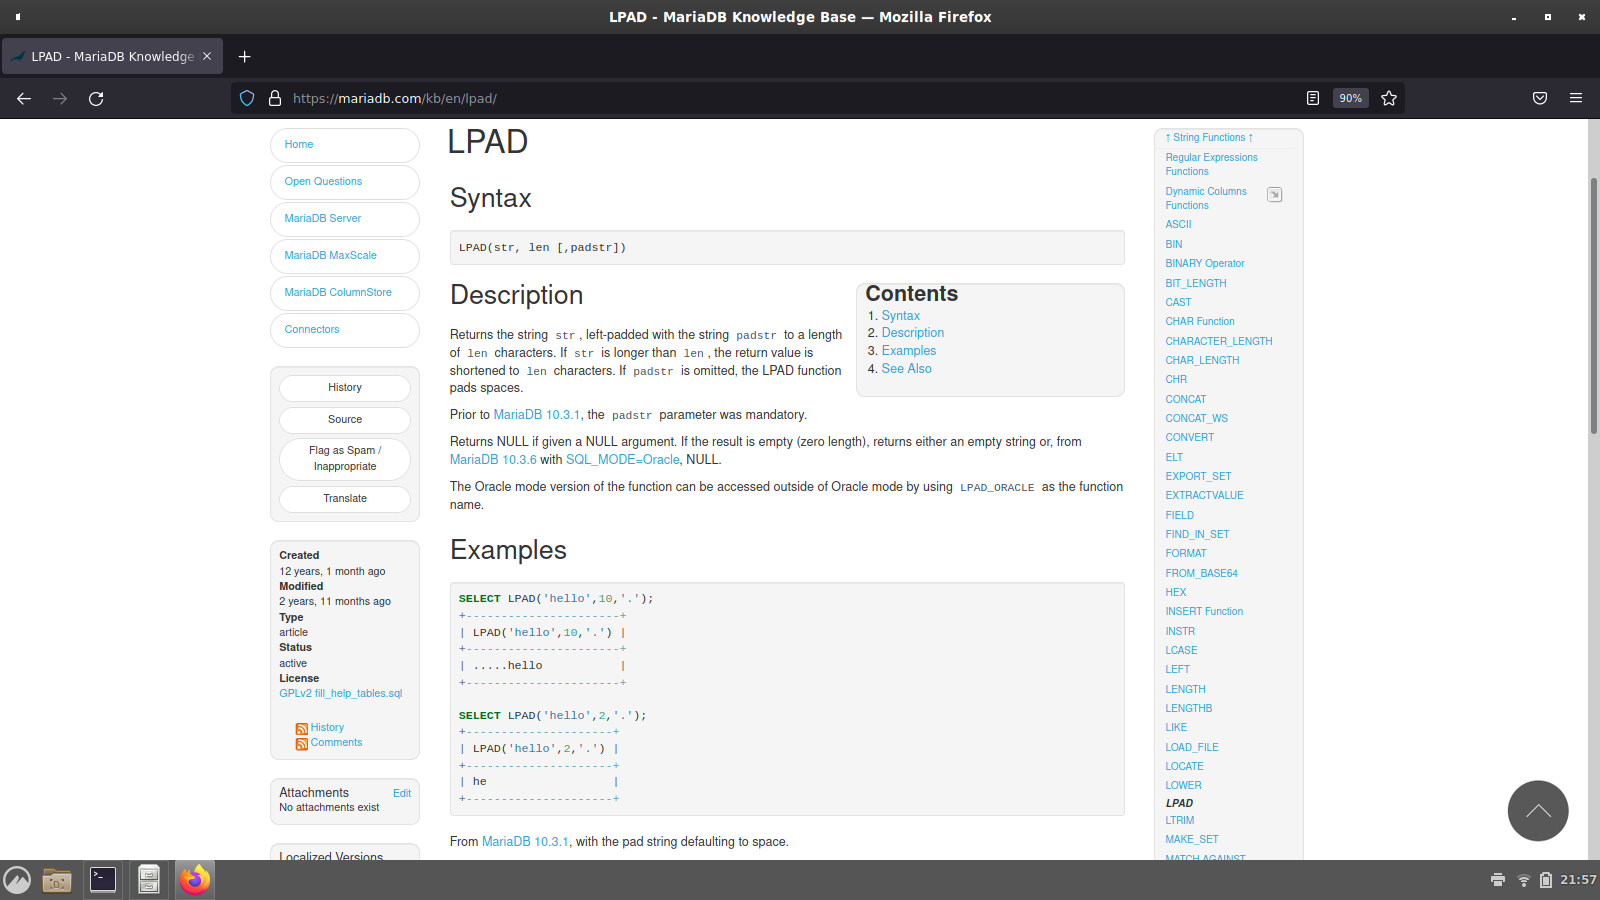 LPAD - MariaDB Knowledge Base — Mozilla Firefox
LPAD - MariaDB Knowledge
https://mariadb.com/kb/en/lpad/
90%
Home
Open Questions
MariaDB Server
MariaDB MaxScale
MariaDB ColumnStore
Connectors
History
Source
Flag as Spam /
Inappropriate
Translate
Created
12 years, 1 month ago
Modified
2 years, 11 months ago
Type
article
Status
active
License
GPLv2 fill_help_tables.sql
History
Comments
Attachments Edit
No attachments exist
Localized Versions
LPAD
Syntax
LPAD(str, len [,padstr])
Description
Returns the string str, left-padded with the string padstr to a length
of len characters. If str is longer than len, the return value is
shortened to len characters. If padstr is omitted, the LPAD function
pads spaces.
Contents
1. Syntax
2. Description
3. Examples
4. See Also
Prior to MariaDB 10.3.1, the padstr parameter was mandatory.
Returns NULL if given a NULL argument. If the result is empty (zero length), returns either an empty string or, from
MariaDB 10.3.6 with SQL_MODE=Oracle, NULL.
The Oracle mode version of the function can be accessed outside of Oracle mode by using LPAD_ORACLE as the function
name.
Examples
SELECT LPAD('hello',10,'.');
+----------------------+
| LPAD('hello',10,'.') |
+----------------------+
| .....hello           |
+----------------------+
SELECT LPAD('hello',2,'.');
+---------------------+
| LPAD('hello',2,'.') |
+---------------------+
| he                  |
+---------------------+
From MariaDB 10.3.1, with the pad string defaulting to space.
↑ String Functions ↑
Regular Expressions
Functions
Dynamic Columns
Functions
ASCII
BIN
BINARY Operator
BIT_LENGTH
CAST
CHAR Function
CHARACTER_LENGTH
CHAR_LENGTH
CHR
CONCAT
CONCAT_WS
CONVERT
ELT
EXPORT_SET
EXTRACTVALUE
FIELD
FIND_IN_SET
FORMAT
FROM_BASE64
HEX
INSERT Function
INSTR
LCASE
LEFT
LENGTH
LENGTHB
LIKE
LOAD_FILE
LOCATE
LOWER
LPAD
LTRIM
MAKE_SET
MATCH AGAINST
21:57